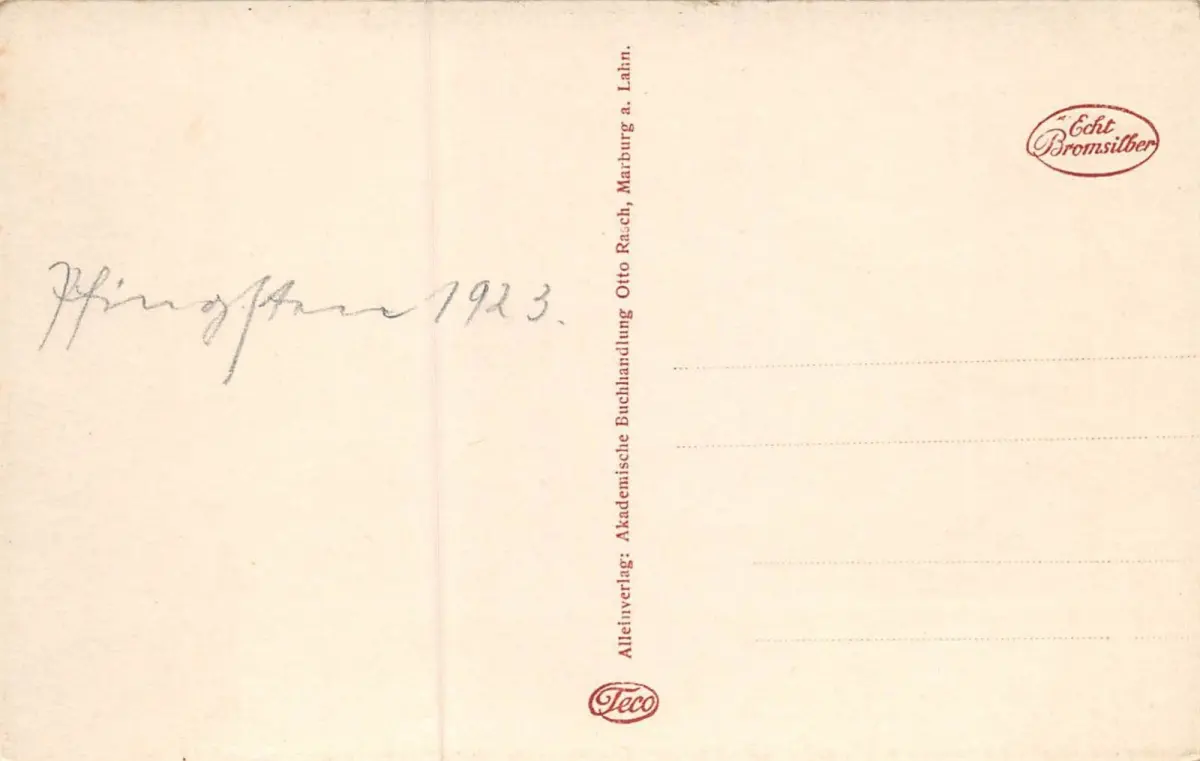 Pfingsten 1923.
Alleinverlag: Akademische Buchhandlung Otto Rasch, Marburg a. Lahn.
Teco
Echt
Bromsilber